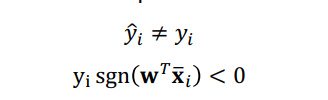 ŷᵢ ≠ yᵢ
yᵢ sgn(𝐰ᵀ𝐱̄ᵢ) < 0